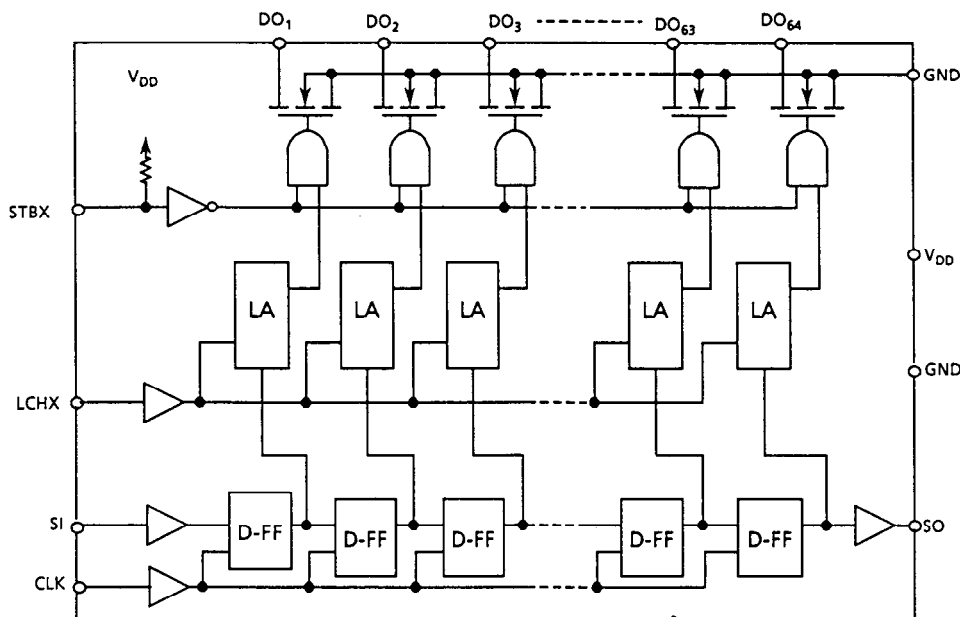 DO1 DO2 DO3 DO63 DO64
GND
VDD
STBX
VDD
LA LA LA LA LA
GND
LCHX
SI D-FF D-FF D-FF D-FF D-FF SO
CLK